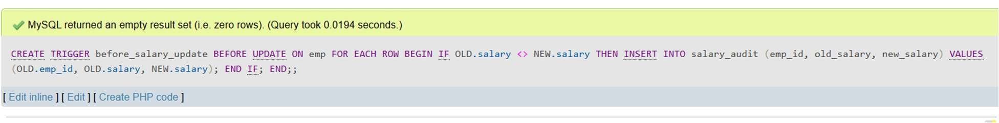 MySQL returned an empty result set (i.e. zero rows). (Query took 0.0194 seconds.)
CREATE TRIGGER before_salary_update BEFORE UPDATE ON emp FOR EACH ROW BEGIN IF OLD.salary <> NEW.salary THEN INSERT INTO salary_audit (emp_id, old_salary, new_salary) VALUES
(OLD.emp_id, OLD.salary, NEW.salary); END IF; END;;
[ Edit inline ] [ Edit ] [ Create PHP code ]